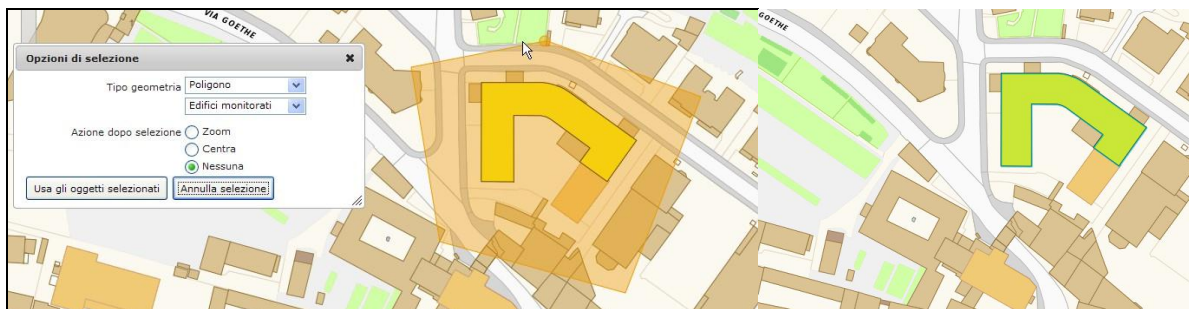 VIA GOETHE
GOETHE
Opzioni di selezione
Tipo geometria Poligono
Edifici monitorati
Azione dopo selezione Zoom
Centra
Nessuna
Usa gli oggetti selezionati Annulla selezione